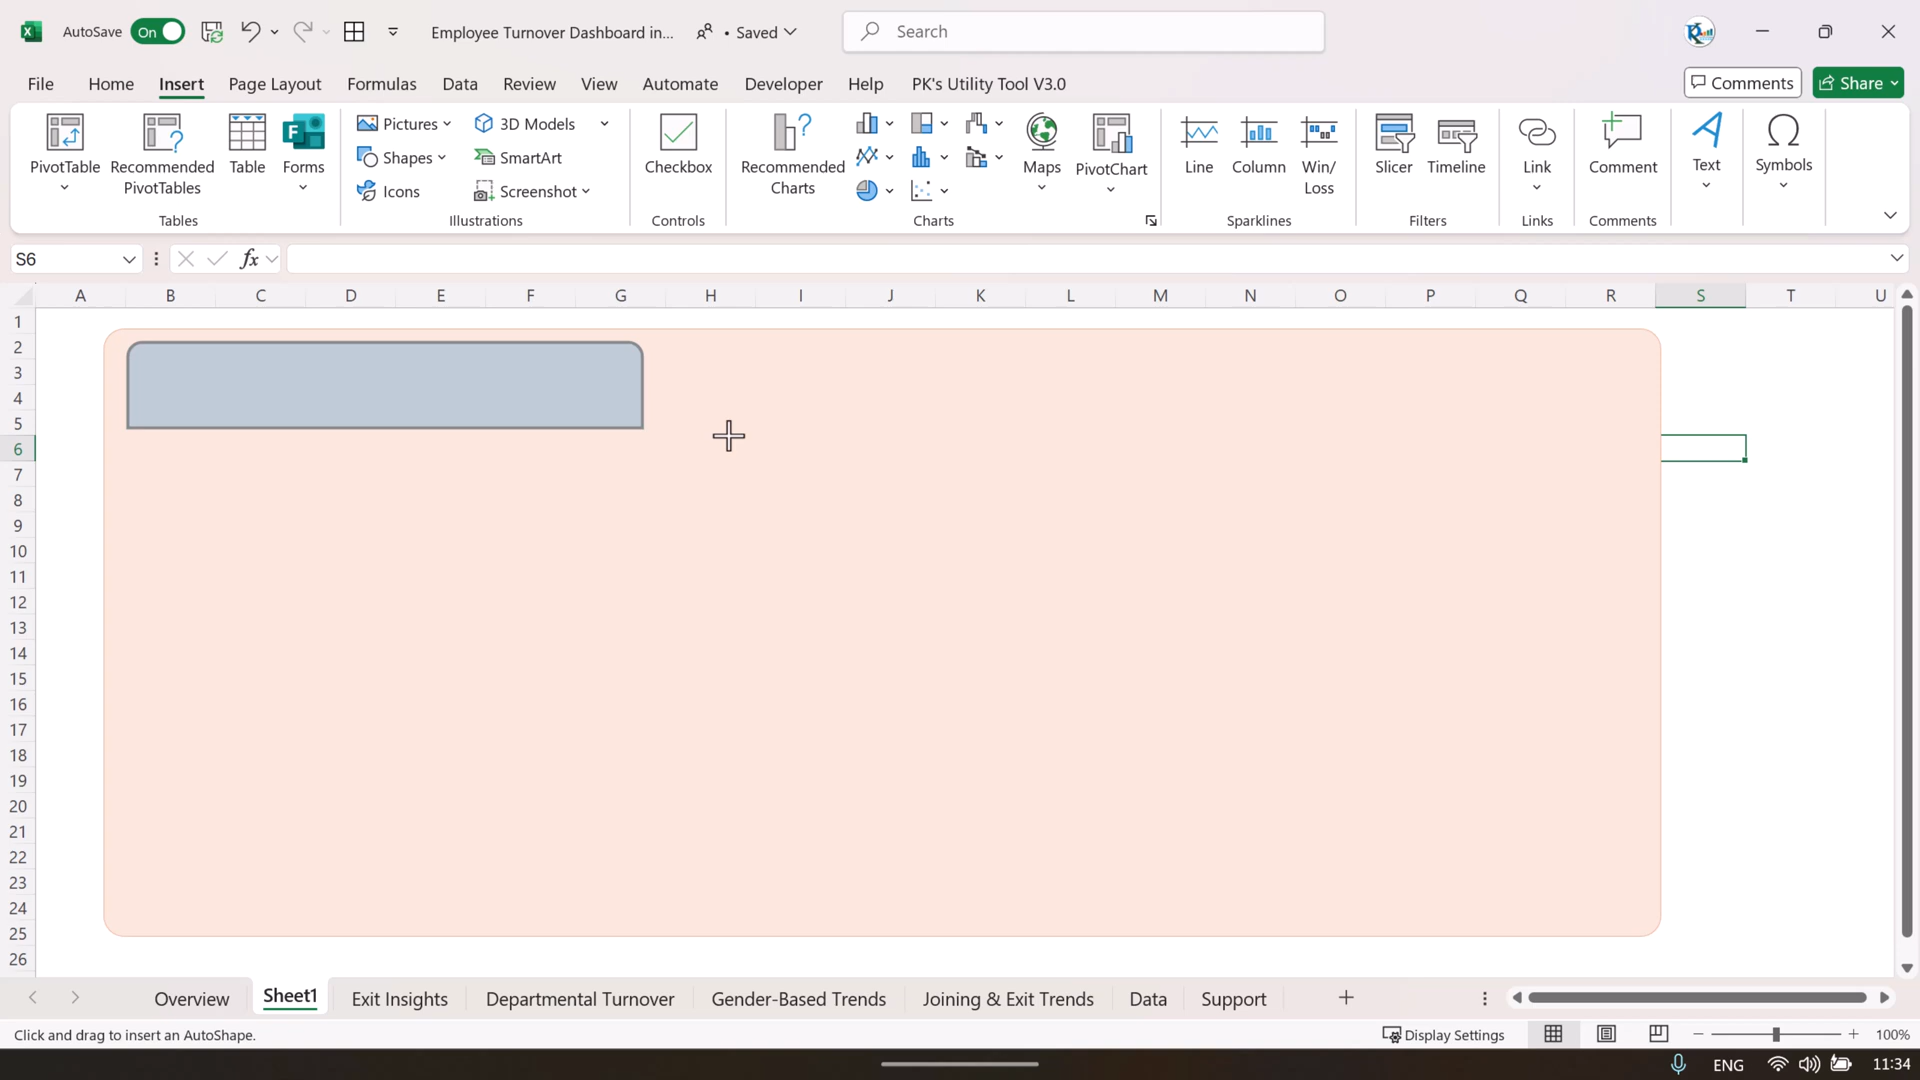 AutoSave On Employee Turnover Dashboard in... • Saved Search
File Home Insert Page Layout Formulas Data Review View Automate Developer Help PK's Utility Tool V3.0 Comments Share
PivotTable Recommended PivotTables Table Forms
Tables
Pictures 3D Models
Shapes SmartArt
Icons Screenshot
Illustrations
Checkbox
Controls
Recommended Charts Maps PivotChart
Charts
Line Column Win/Loss
Sparklines
Slicer Timeline
Filters
Link
Links
Comment
Comments
Text
Symbols
S6 fx
A B C D E F G H I J K L M N O P Q R S T U
1
2
3
4
5
6
7
8
9
10
11
12
13
14
15
16
17
18
19
20
21
22
23
24
25
26
Overview Sheet1 Exit Insights Departmental Turnover Gender-Based Trends Joining & Exit Trends Data Support
Click and drag to insert an AutoShape. Display Settings 100%
ENG 11:34